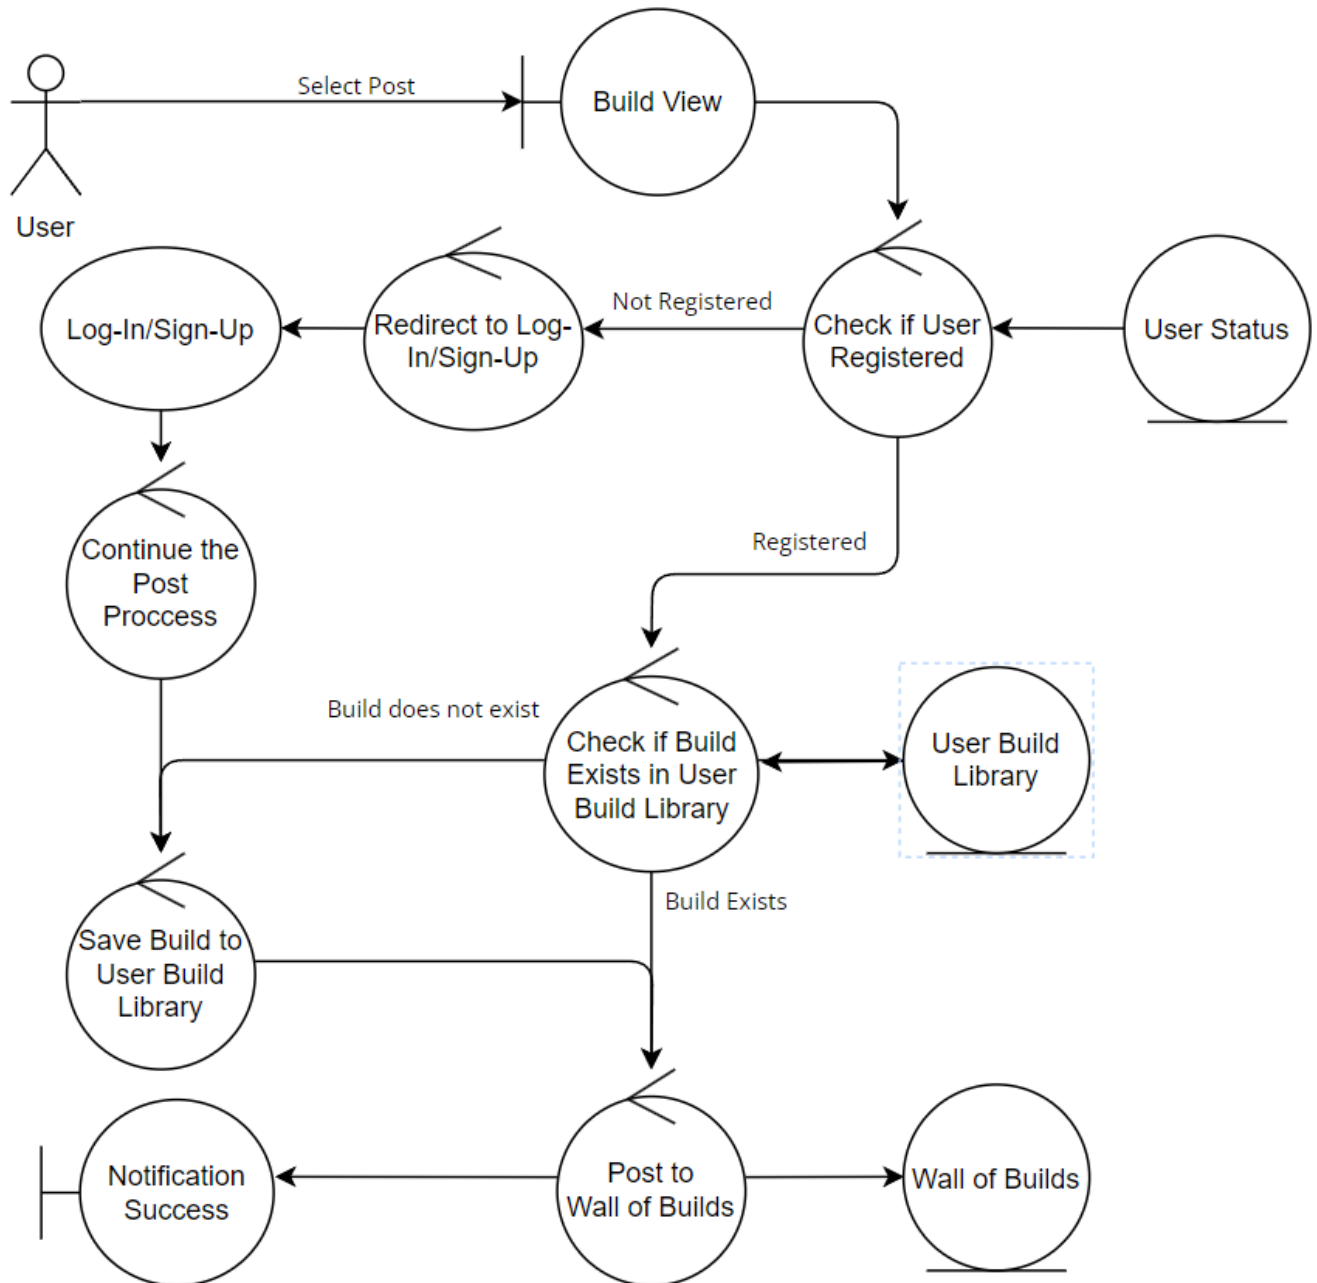 Select Post
Build View
User
Log-In/Sign-Up
Redirect to Log-
In/Sign-Up
Not Registered
Check if User
Registered
User Status
Continue the
Post
Proccess
Registered
Build does not exist
Check if Build
Exists in User
Build Library
User Build
Library
Build Exists
Save Build to
User Build
Library
Notification
Success
Post to
Wall of Builds
Wall of Builds